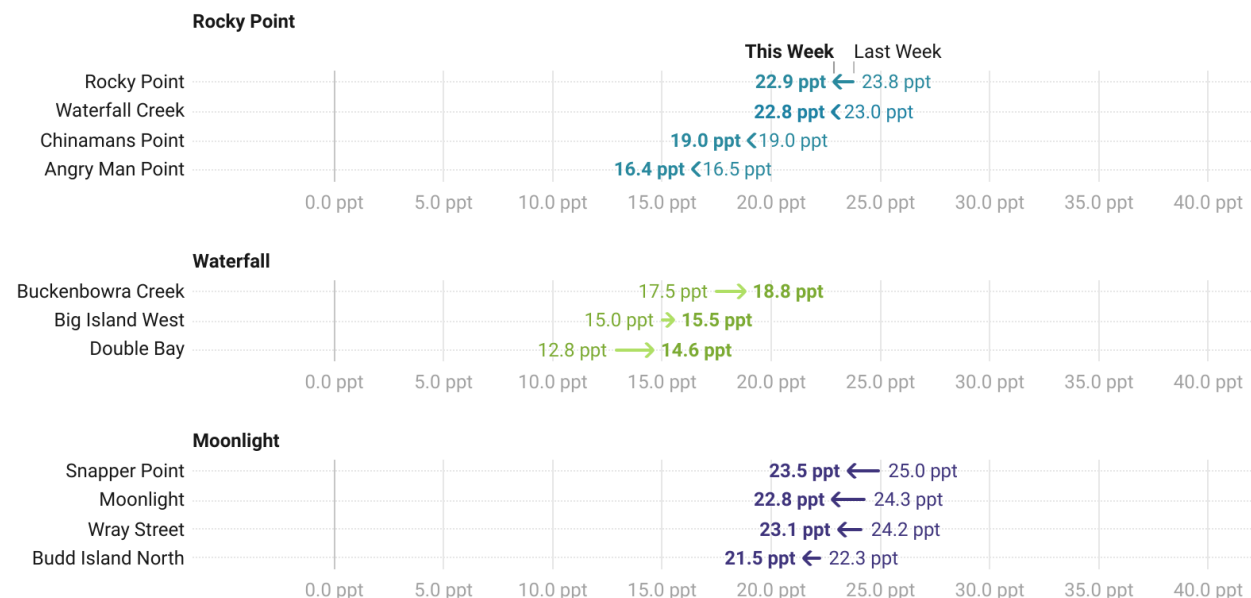 Rocky Point
This Week Last Week
Rocky Point 22.9 ppt 23.8 ppt
Waterfall Creek 22.8 ppt 23.0 ppt
Chinamans Point 19.0 ppt 19.0 ppt
Angry Man Point 16.4 ppt 16.5 ppt
0.0 ppt 5.0 ppt 10.0 ppt 15.0 ppt 20.0 ppt 25.0 ppt 30.0 ppt 35.0 ppt 40.0 ppt
Waterfall
Buckenbowra Creek 17.5 ppt 18.8 ppt
Big Island West 15.0 ppt 15.5 ppt
Double Bay 12.8 ppt 14.6 ppt
0.0 ppt 5.0 ppt 10.0 ppt 15.0 ppt 20.0 ppt 25.0 ppt 30.0 ppt 35.0 ppt 40.0 ppt
Moonlight
Snapper Point 23.5 ppt 25.0 ppt
Moonlight 22.8 ppt 24.3 ppt
Wray Street 23.1 ppt 24.2 ppt
Budd Island North 21.5 ppt 22.3 ppt
0.0 ppt 5.0 ppt 10.0 ppt 15.0 ppt 20.0 ppt 25.0 ppt 30.0 ppt 35.0 ppt 40.0 ppt